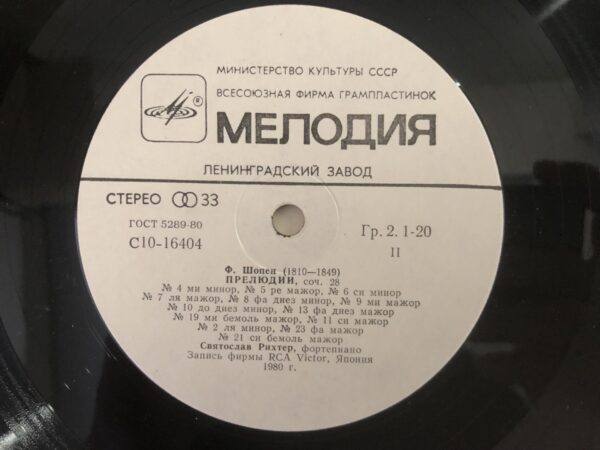 МИНИСТЕРСТВО КУЛЬТУРЫ СССР
ВСЕСОЮЗНАЯ ФИРМА ГРАМПЛАСТИНОК
®
МЕЛОДИЯ
ЛЕНИНГРАДСКИЙ ЗАВОД
СТЕРЕО 33
ГОСТ 5289-80
С10-16404
Гр. 2. 1-20
II
Ф. Шопен (1810—1849)
ПРЕЛЮДИИ, соч. 28
№ 4 ми минор, № 5 ре мажор, № 6 си минор
№ 7 ля мажор, № 8 фа диез минор, № 9 ми мажор
№ 10 до диез минор, № 13 фа диез мажор
№ 19 ми бемоль мажор, № 11 си мажор
№ 2 ля минор, № 23 фа мажор
№ 21 си бемоль мажор
Святослав Рихтер, фортепиано
Запись фирмы RCA Victor, Япония
1980 г.